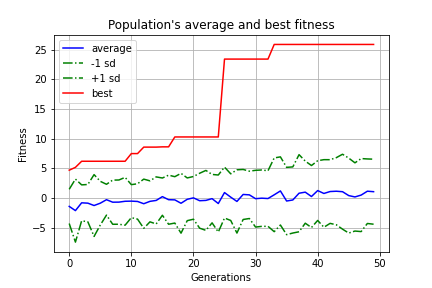 Population's average and best fitness
average
-1 sd
+1 sd
best
Fitness
25
20
15
10
5
0
−5
0 10 20 30 40 50
Generations